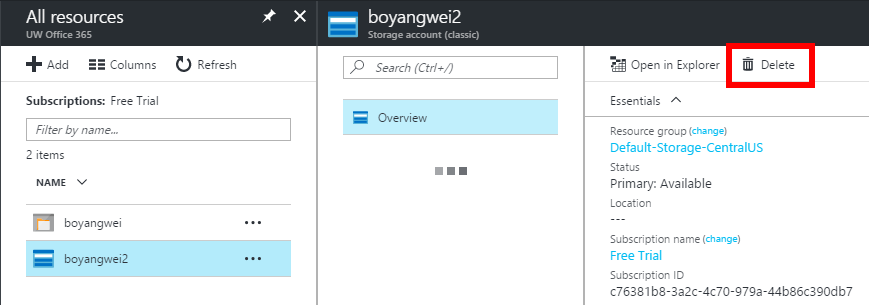 All resources
UW Office 365
Add Columns Refresh
Subscriptions: Free Trial
Filter by name...
2 items
NAME
boyangwei ...
boyangwei2 ...
boyangwei2
Storage account (classic)
Search (Ctrl+/)
Overview
Open in Explorer Delete
Essentials
Resource group (change)
Default-Storage-CentralUS
Status
Primary: Available
Location
---
Subscription name (change)
Free Trial
Subscription ID
c76381b8-3a2c-4c70-979a-44b86c390db7